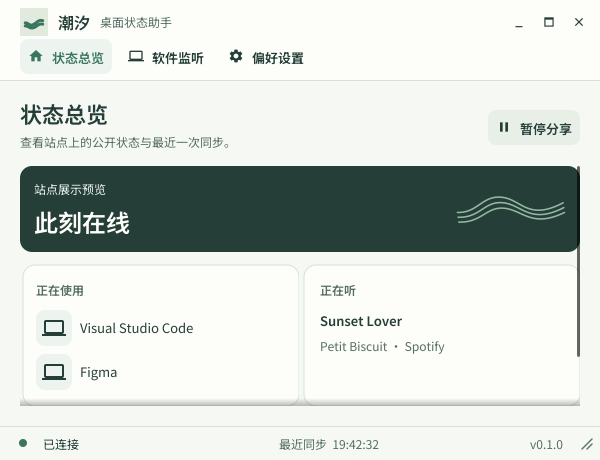 潮汐 桌面状态助手
状态总览 软件监听 偏好设置
状态总览
查看站点上的公开状态与最近一次同步。
暂停分享
站点展示预览
此刻在线
正在使用
Visual Studio Code
Figma
正在听
Sunset Lover
Petit Biscuit • Spotify
已连接 最近同步 19:42:32 v0.1.0